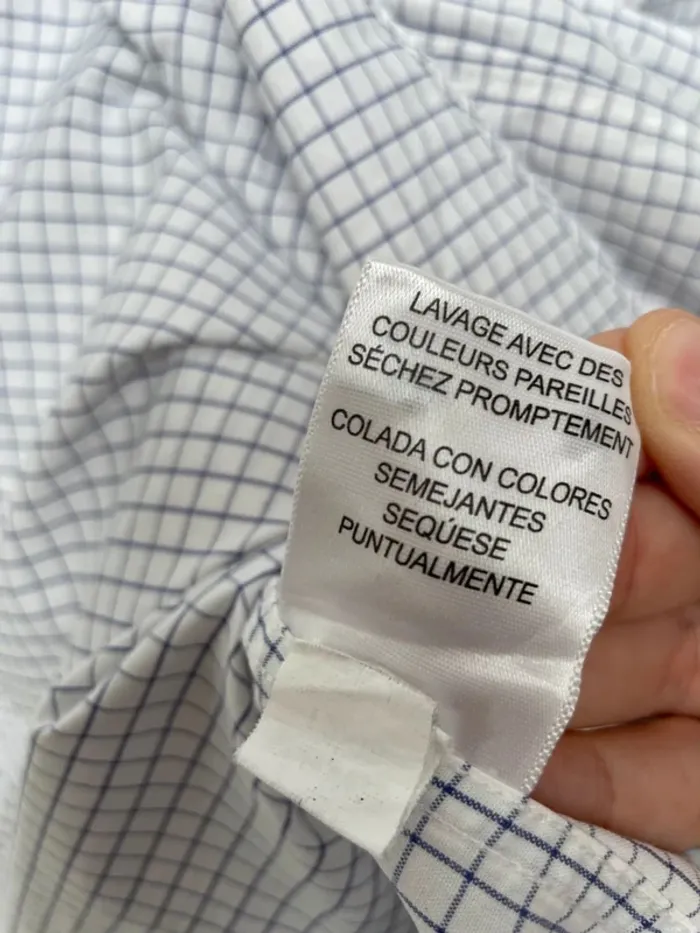 LAVAGE AVEC DES
COULEURS PAREILLES
SÉCHEZ PROMPTEMENT
COLADA CON COLORES
SEMEJANTES
SEQÚESE
PUNTUALMENTE